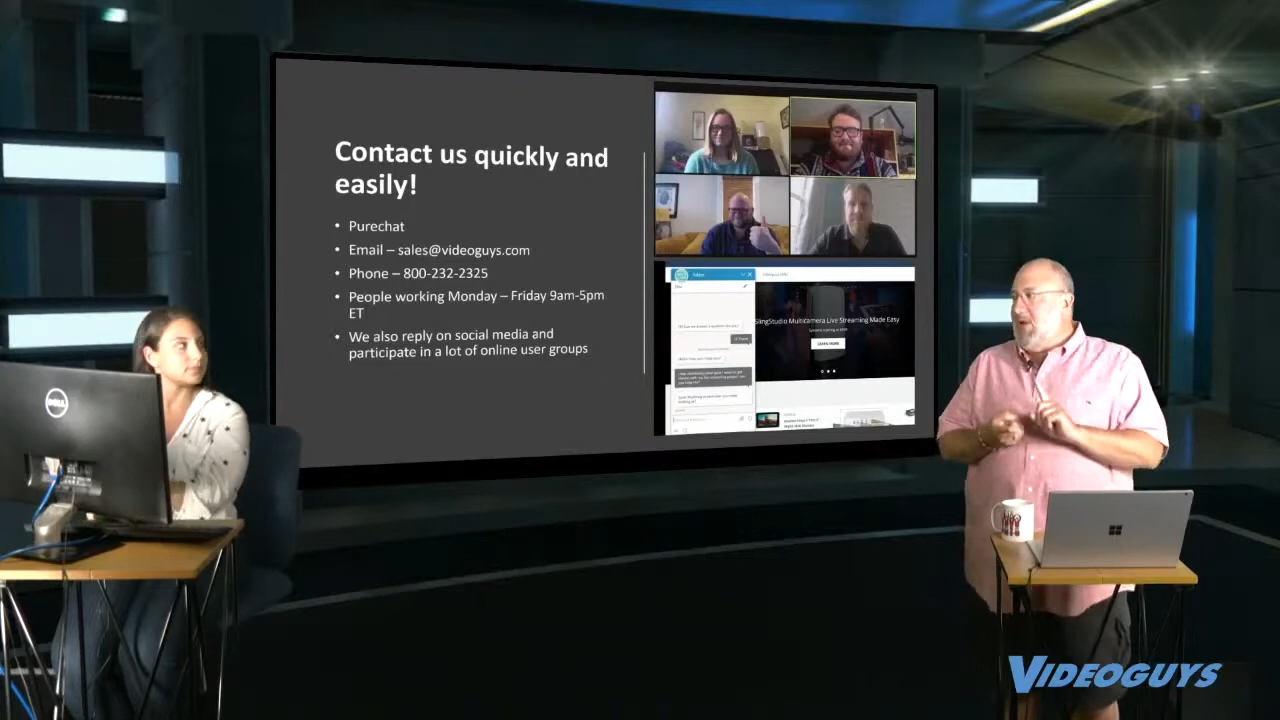 Contact us quickly and
easily!
• Purechat
• Email – sales@videoguys.com
• Phone – 800-232-2325
• People working Monday – Friday 9am-5pm
ET
• We also reply on social media and
participate in a lot of online user groups
SlingStudio Multicamera Live Streaming Made Easy
LEARN MORE
DELL
VIDEOGUYS